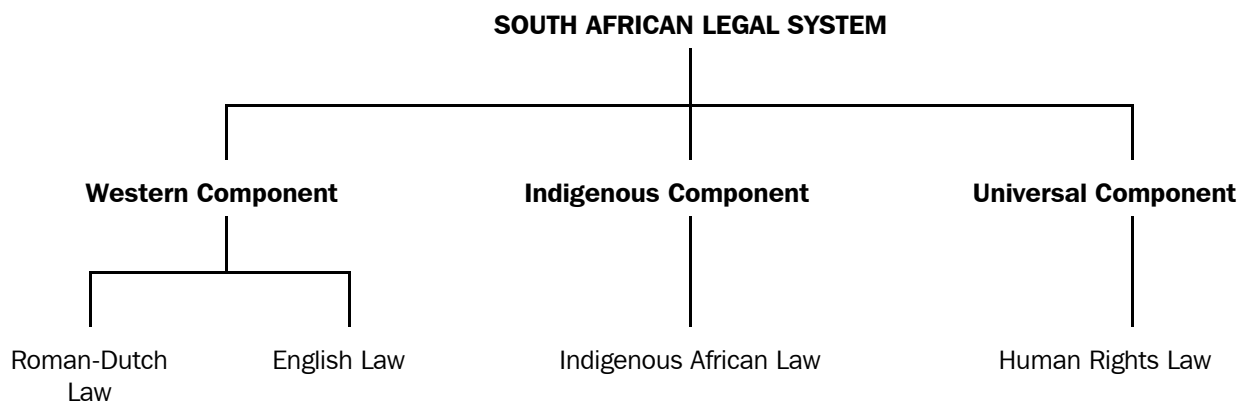 SOUTH AFRICAN LEGAL SYSTEM
Western Component
Indigenous Component
Universal Component
Roman-Dutch
Law
English Law
Indigenous African Law
Human Rights Law